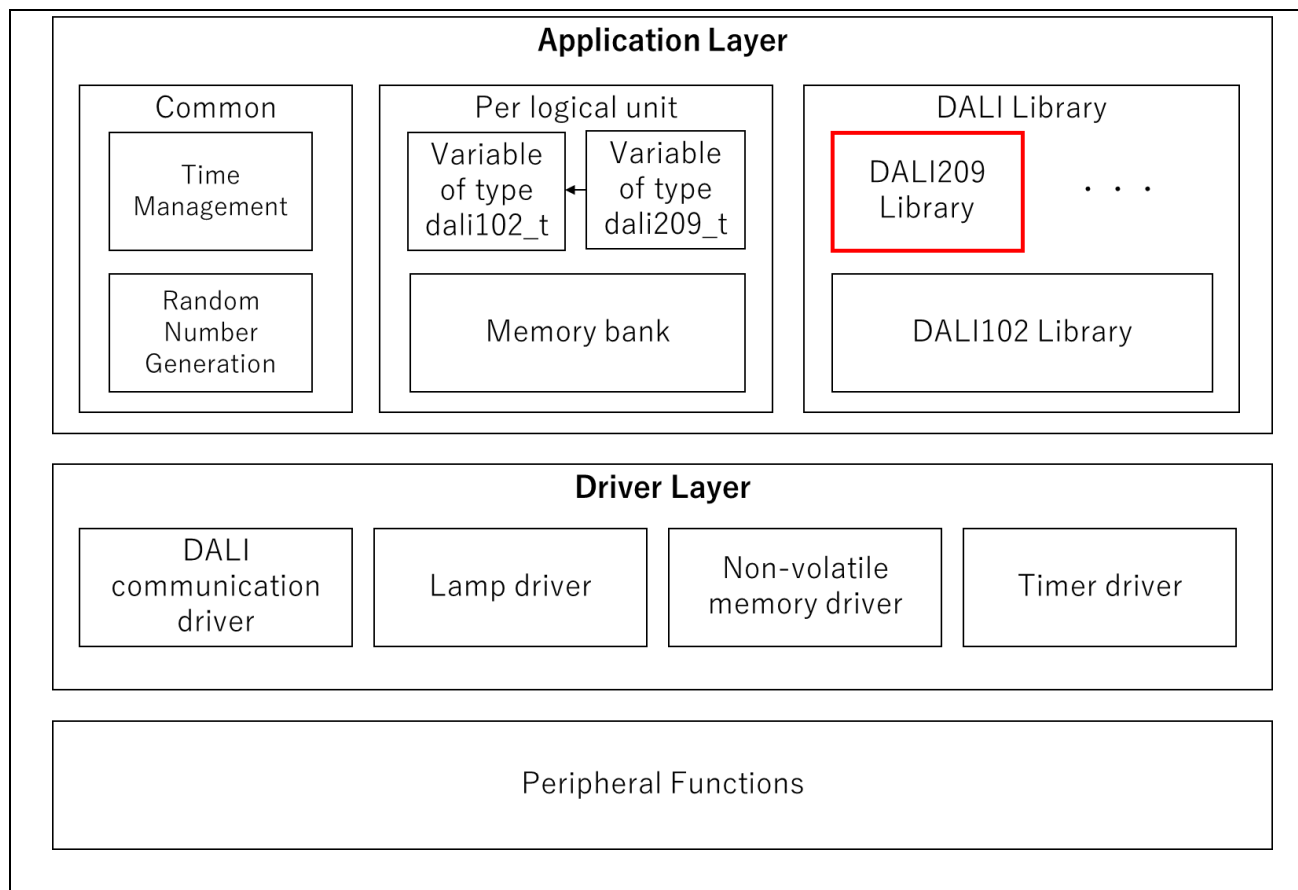 Application Layer
Common
Time
Management
Random
Number
Generation
Per logical unit
Variable
of type
dali102_t
Variable
of type
dali209_t
Memory bank
DALI Library
DALI209
Library
· · ·
DALI102 Library
Driver Layer
DALI
communication
driver
Lamp driver
Non-volatile
memory driver
Timer driver
Peripheral Functions